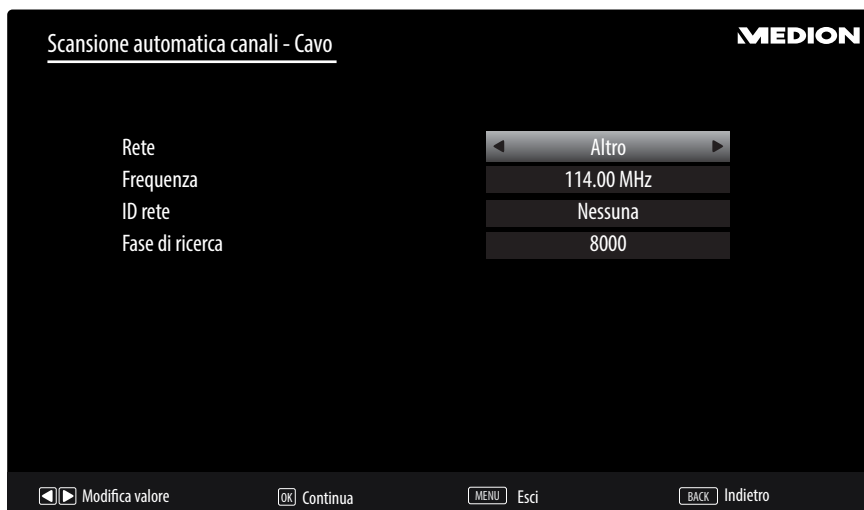 Scansione automatica canali - Cavo
MEDION
Rete Altro
Frequenza 114.00 MHz
ID rete Nessuna
Fase di ricerca 8000
Modifica valore OK Continua MENU Esci BACK Indietro